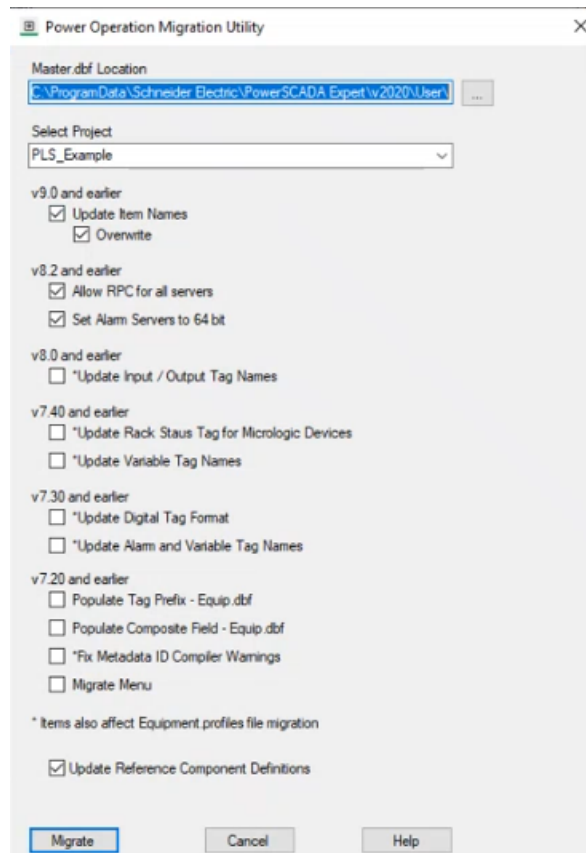 Power Operation Migration Utility
Master.dbf Location
C:\ProgramData\Schneider Electric\PowerSCADA Expert\v2020\User\
...
Select Project
PLS_Example
v9.0 and earlier
Update Item Names
Overwrite
v8.2 and earlier
Allow RPC for all servers
Set Alarm Servers to 64 bit
v8.0 and earlier
*Update Input / Output Tag Names
v7.40 and earlier
*Update Rack Staus Tag for Micrologic Devices
*Update Variable Tag Names
v7.30 and earlier
*Update Digital Tag Format
*Update Alarm and Variable Tag Names
v7.20 and earlier
Populate Tag Prefix - Equip.dbf
Populate Composite Field - Equip.dbf
*Fix Metadata ID Compiler Warnings
Migrate Menu
* Items also affect Equipment.profiles file migration
Update Reference Component Definitions
Migrate Cancel Help